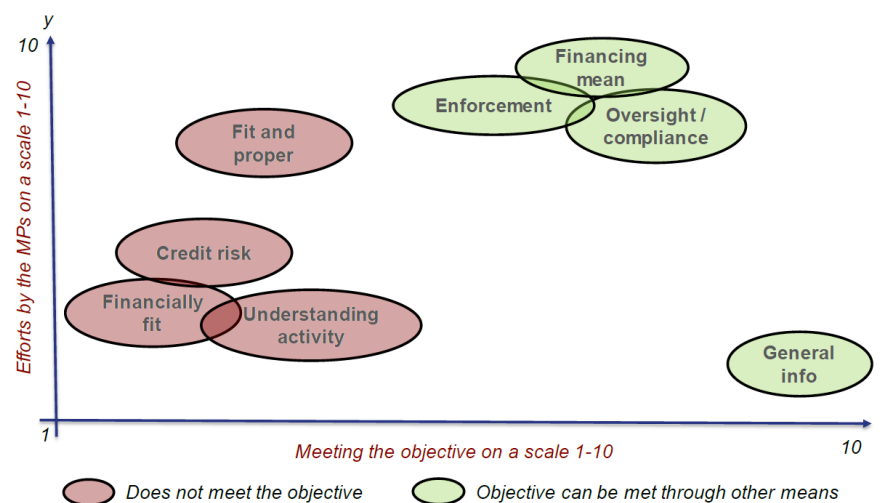 y
10
Efforts by the MPs on a scale 1-10
Financing
mean
Enforcement
Oversight /
compliance
Fit and
proper
Credit risk
Financially
fit
Understanding
activity
General
info
1
Meeting the objective on a scale 1-10
10
Does not meet the objective
Objective can be met through other means